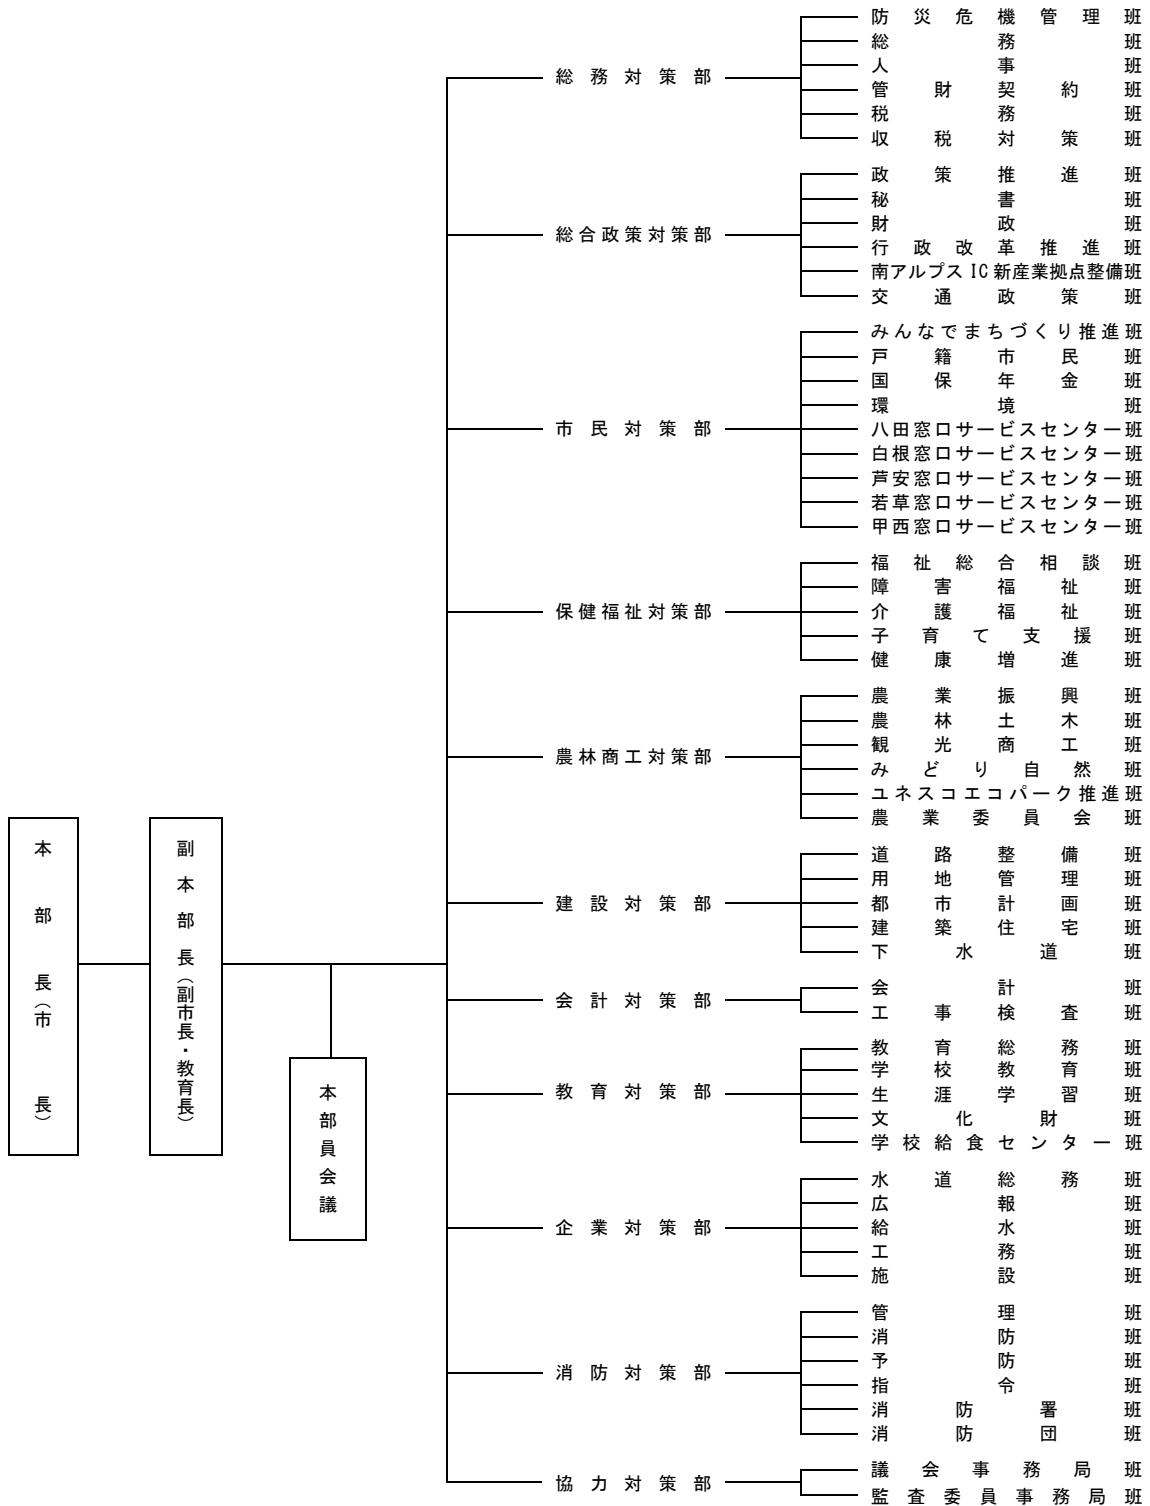 本部長（市長）
副本部長（副市長・教育長）
本部員会議
総務対策部
防災危機管理班
総務班
人事班
管財契約班
税務班
収税対策班
総合政策対策部
政策推進班
秘書班
財政班
行政改革推進班
南アルプスIC新産業拠点整備班
交通政策班
市民対策部
みんなでまちづくり推進班
戸籍市民班
国保年金班
環境班
八田窓口サービスセンター班
白根窓口サービスセンター班
芦安窓口サービスセンター班
若草窓口サービスセンター班
甲西窓口サービスセンター班
保健福祉対策部
福祉総合相談班
障害福祉班
介護福祉班
子育て支援班
健康増進班
農林商工対策部
農業振興班
農林土木班
観光商工班
みどり自然班
ユネスコエコパーク推進班
農業委員会班
建設対策部
道路整備班
用地管理班
都市計画班
建築住宅班
下水道班
会計対策部
会計班
工事検査班
教育対策部
教育総務班
学校教育班
生涯学習班
文化財班
学校給食センター班
企業対策部
水道総務班
広報班
給水班
工務班
施設班
消防対策部
管理班
消防班
予防班
指令班
消防署班
消防団班
協力対策部
議会事務局班
監査委員事務局班